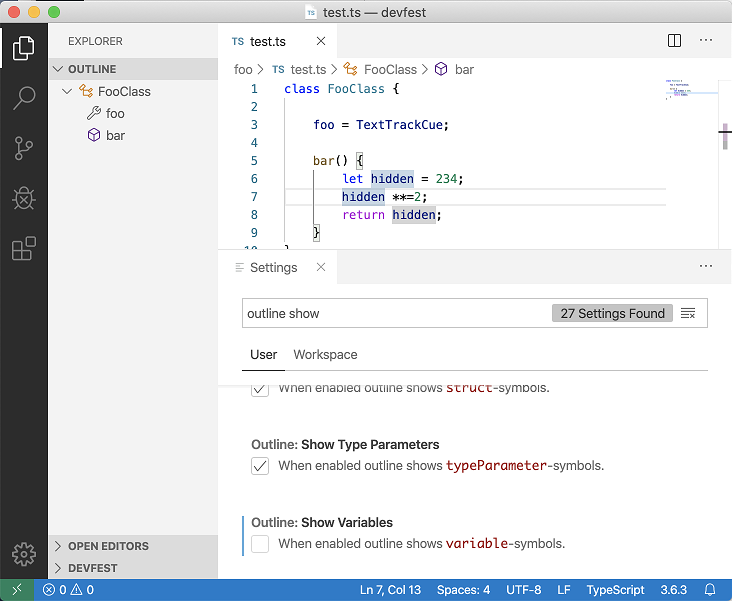 test.ts — devfest
EXPLORER
OUTLINE
FooClass
foo
bar
OPEN EDITORS
DEVFEST
TS test.ts
foo > TS test.ts > FooClass > bar
1 class FooClass {
2
3 foo = TextTrackCue;
4
5 bar() {
6 let hidden = 234;
7 hidden **=2;
8 return hidden;
9 }
10 }
Settings
outline show
27 Settings Found
User Workspace
When enabled outline shows struct-symbols.
Outline: Show Type Parameters
When enabled outline shows typeParameter-symbols.
Outline: Show Variables
When enabled outline shows variable-symbols.
0 0 Ln 7, Col 13 Spaces: 4 UTF-8 LF TypeScript 3.6.3